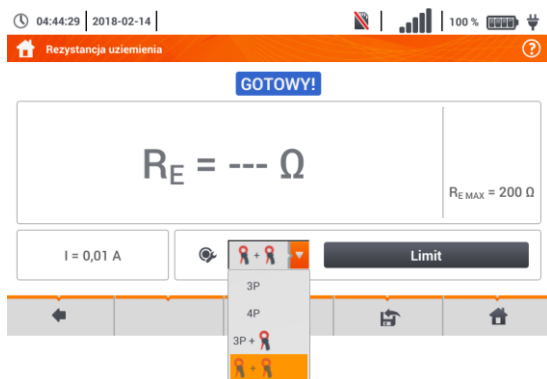 04:44:29 2018-02-14 100 %
Rezystancja uziemienia ?
GOTOWY!
RE = --- Ω
RE MAX = 200 Ω
I = 0,01 A
+
Limit
3P
4P
3P +
+